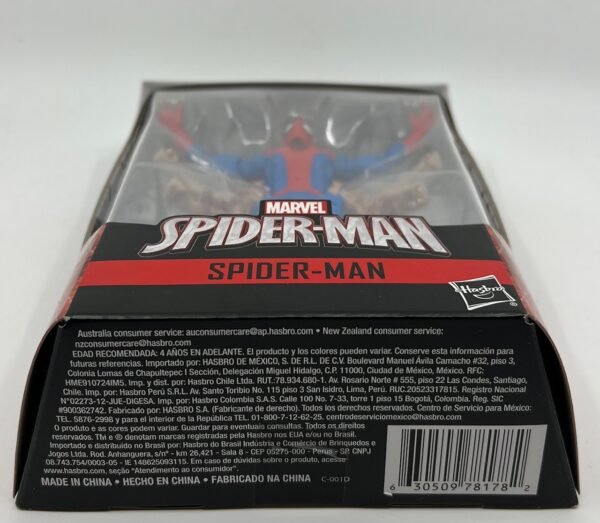 MARVEL
SPIDER-MAN
SPIDER-MAN
Hasbro
Australia consumer service: auconsumercare@ap.hasbro.com • New Zealand consumer service:
nzconsumercare@hasbro.com
EDAD RECOMENDADA: 4 AÑOS EN ADELANTE. El producto y los colores pueden variar. Conserve esta información para
futuras referencias. Importado por: HASBRO DE MÉXICO, S. DE R.L. DE C.V. Boulevard Manuel Ávila Camacho #32, piso 3,
Colonia Lomas de Chapultepec I Sección, Delegación Miguel Hidalgo, C.P. 11000, Ciudad de México, México. RFC:
HME910724IM5. Imp. y dist. por: Hasbro Chile Ltd. RUT.:78.934.680-1. Av. Rosario Norte # 555, piso 22 Las Condes, Santiago,
Chile. Imp. por: Hasbro Perú S.R.L. Av. Santo Toribio No. 115 piso 3 San Isidro, Lima, Perú. RUC.20523317815. Registro Nacional
N°02273-12-JUE-DIGESA. Imp. por: Hasbro Colombia S.A.S. Calle 100 No. 7-33, torre 1 piso 15 Bogotá, Colombia. Reg. SIC
#900362742. Fabricado por: HASBRO S.A. (Fabricante de derecho). Todos los derechos reservados. Centro de Servicio para México:
TEL. 5876-2998 y para el interior de la República TEL. 01-800-7-12-62-25. centrodeserviciomexico@hasbro.com
O produto e as cores podem variar. Guardar para eventuais consultas. Todos os direitos
reservados. TM e ® denotam marcas registradas pela Hasbro nos EUA e/ou no Brasil.
Importado e distribuído no Brasil por: Hasbro do Brasil Indústria e Comércio de Brinquedos e
Jogos Ltda. Rod. Anhanguera, s/nº - km 26,421 - Sala 8 - CEP 05275-000 - Perus - SP. CNPJ
08.743.754/0003-05 - IE 148625093115. Em caso de dúvidas sobre o produto, acesse
www.hasbro.com, seção "Atendimento ao consumidor".
MADE IN CHINA • HECHO EN CHINA • FABRICADO NA CHINA C-001D
6 30509 78178 2